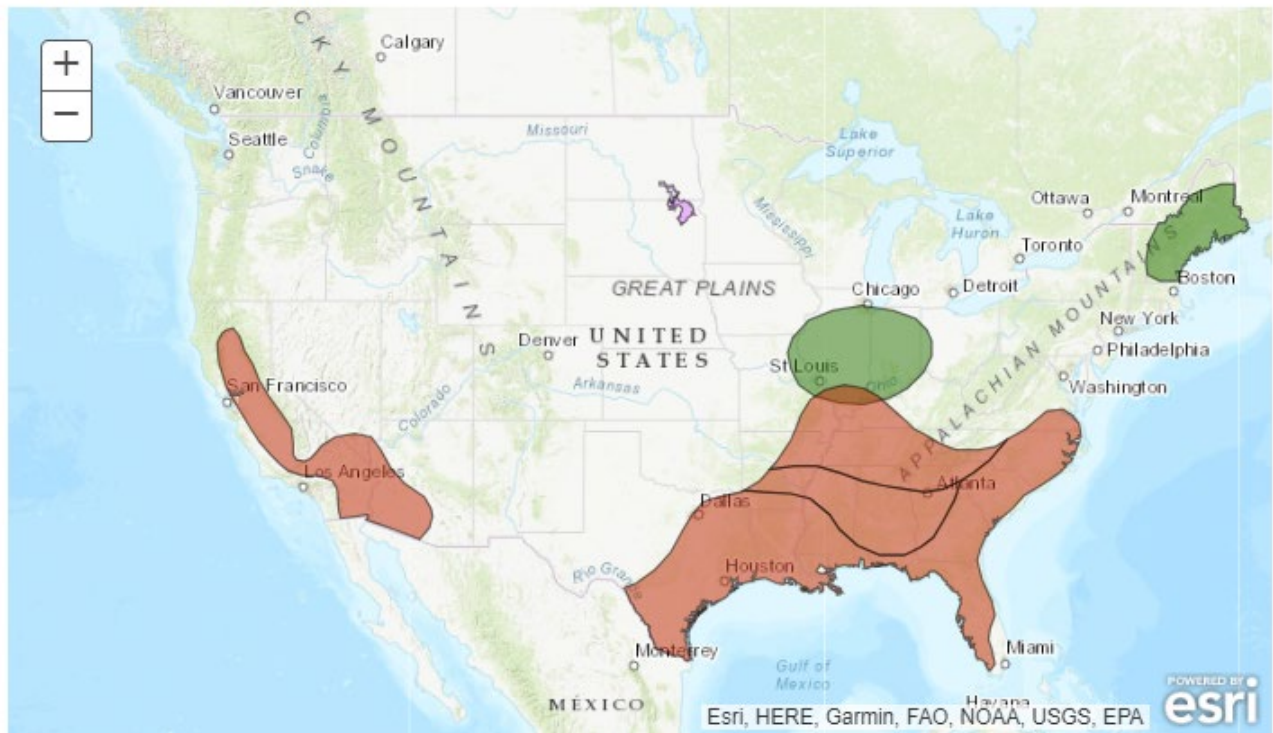 +
−
Calgary
Vancouver
Columbia
Seattle
Snake
ROCKY MOUNTAINS
Missouri
Lake
Superior
Mississippi
Ottawa
Montreal
Lake
Huron
Toronto
GREAT PLAINS
Chicago
Detroit
Boston
APPALACHIAN MOUNTAINS
New York
Denver
UNITED
STATES
Philadelphia
St Louis
Washington
San Francisco
Colorado
Arkansas
Ohio
Los Angeles
Atlanta
Dallas
Houston
Rio Grande
Monterrey
Miami
Gulf of
Mexico
MÉXICO
Havana
Esri, HERE, Garmin, FAO, NOAA, USGS, EPA
POWERED BY
esri